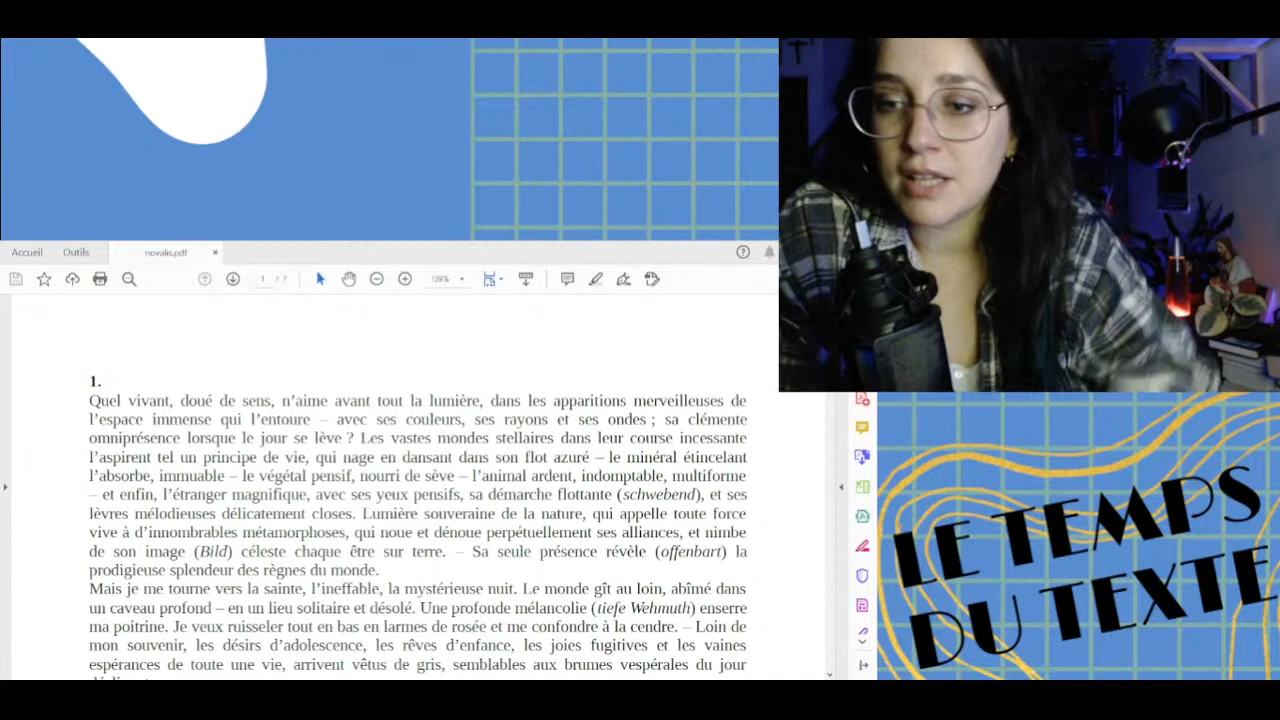 Accueil Outils novalis.pdf
1 / 7 139%
1.
Quel vivant, doué de sens, n'aime avant tout la lumière, dans les apparitions merveilleuses de
l'espace immense qui l'entoure – avec ses couleurs, ses rayons et ses ondes ; sa clémente
omniprésence lorsque le jour se lève ? Les vastes mondes stellaires dans leur course incessante
l'aspirent tel un principe de vie, qui nage en dansant dans son flot azuré – le minéral étincelant
l'absorbe, immuable – le végétal pensif, nourri de sève – l'animal ardent, indomptable, multiforme
– et enfin, l'étranger magnifique, avec ses yeux pensifs, sa démarche flottante (schwebend), et ses
lèvres mélodieuses délicatement closes. Lumière souveraine de la nature, qui appelle toute force
vive à d'innombrables métamorphoses, qui noue et dénoue perpétuellement ses alliances, et nimbe
de son image (Bild) céleste chaque être sur terre. – Sa seule présence révèle (offenbart) la
prodigieuse splendeur des règnes du monde.
Mais je me tourne vers la sainte, l'ineffable, la mystérieuse nuit. Le monde gît au loin, abîmé dans
un caveau profond – en un lieu solitaire et désolé. Une profonde mélancolie (tiefe Wehmuth) enserre
ma poitrine. Je veux ruisseler tout en bas en larmes de rosée et me confondre à la cendre. – Loin de
mon souvenir, les désirs d'adolescence, les rêves d'enfance, les joies fugitives et les vaines
espérances de toute une vie, arrivent vêtus de gris, semblables aux brumes vespérales du jour
LE TEMPS
DU TEXTE